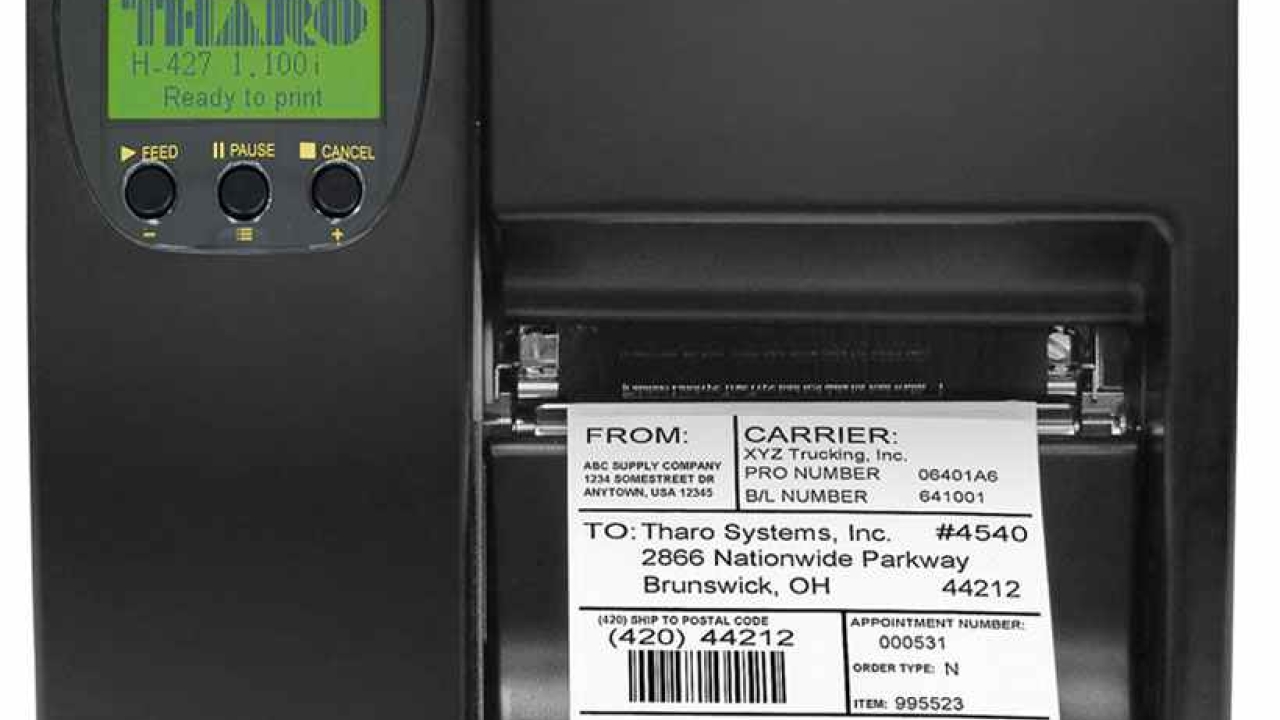 THARO
H-427 1.100i
Ready to print
FEED
PAUSE
CANCEL
FROM:
ABC SUPPLY COMPANY
1234 SOMESTREET DR
ANYTOWN, USA 12345
CARRIER:
XYZ Trucking, Inc.
PRO NUMBER 06401A6
B/L NUMBER 641001
TO: Tharo Systems, Inc. #4540
2866 Nationwide Parkway
Brunswick, OH 44212
(420) SHIP TO POSTAL CODE
(420) 44212
APPOINTMENT NUMBER:
000531
ORDER TYPE: N
ITEM: 995523